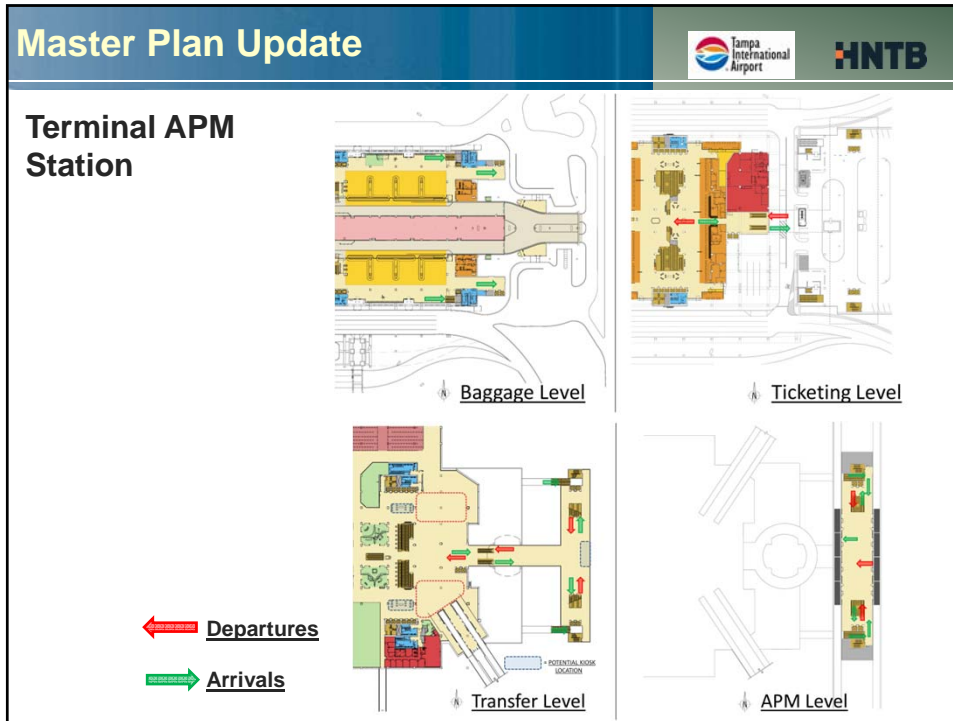 Master Plan Update
Tampa
International
Airport
HNTB
Terminal APM
Station
N
Baggage Level
N
Ticketing Level
Departures
Arrivals
= POTENTIAL KIOSK
LOCATION
N
Transfer Level
N
APM Level